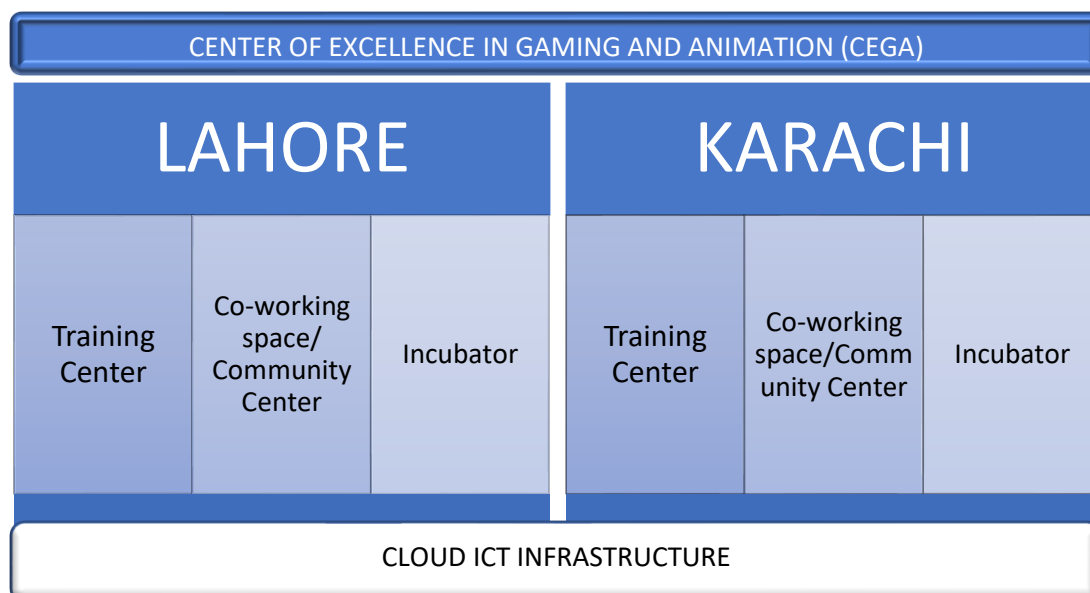 CENTER OF EXCELLENCE IN GAMING AND ANIMATION (CEGA)
LAHORE
Training
Center
Co-working
space/
Community
Center
Incubator
KARACHI
Training
Center
Co-working
space/Comm
unity Center
Incubator
CLOUD ICT INFRASTRUCTURE